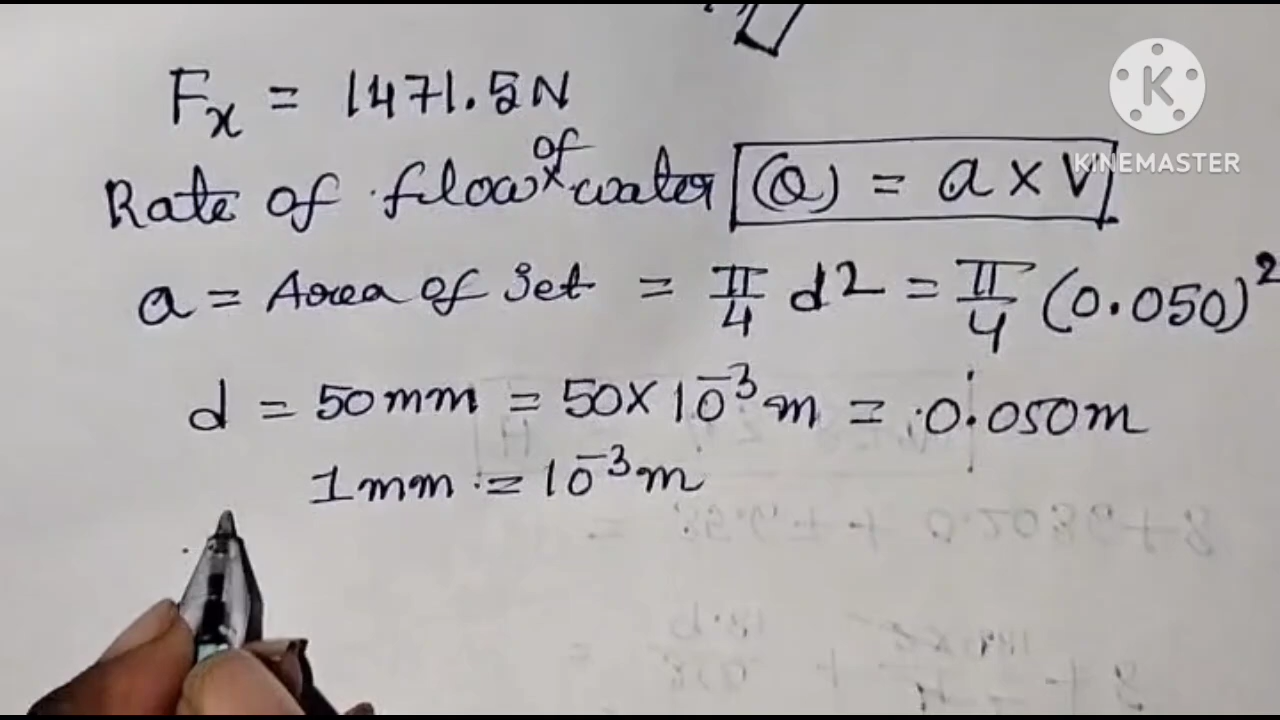 Fx = 1471.5N
K
KINEMASTER
of
Rate of flow x water (Q) = a x V
a = Area of Jet = π/4 d2 = π/4 (0.050)²
d = 50mm = 50×10⁻³m = 0.050m
1mm = 10⁻³m